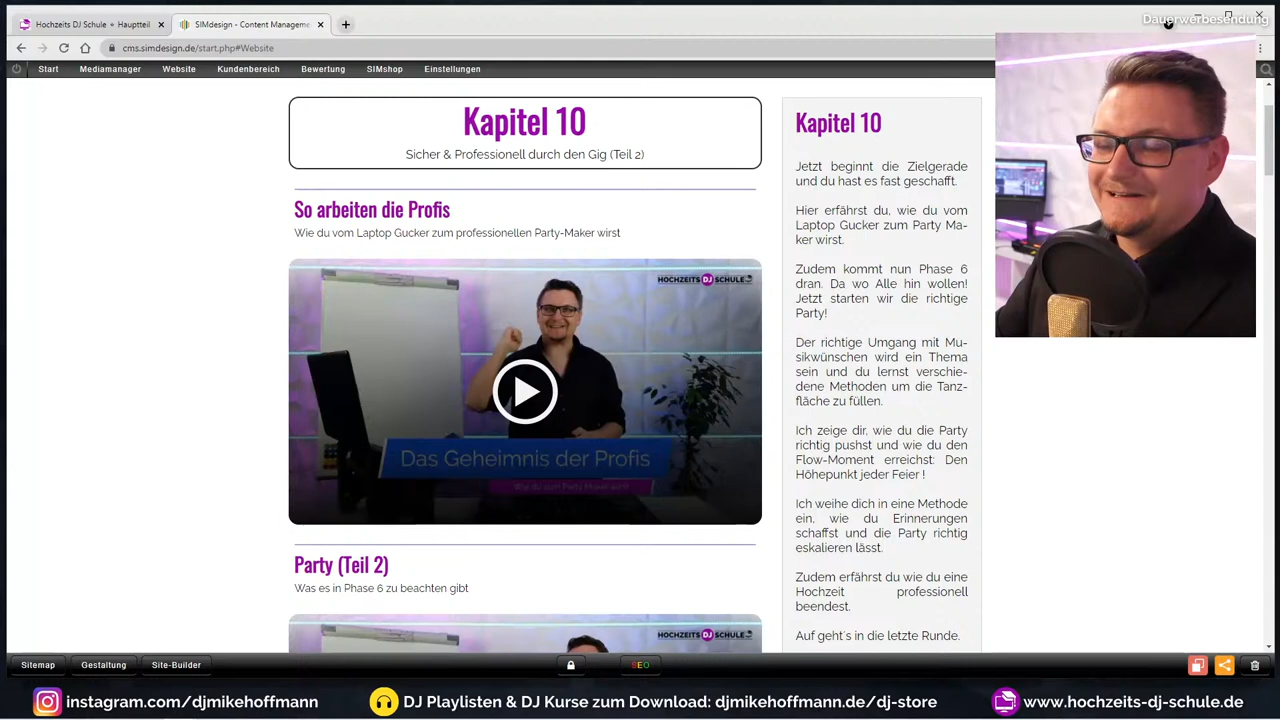 Dauerwerbesendung
Hochzeits DJ Schule ⚬ Hauptteil
SIMdesign - Content Manageme
cms.simdesign.de/start.php#Website
Start Mediamanager Website Kundenbereich Bewertung SIMshop Einstellungen
Kapitel 10
Sicher & Professionell durch den Gig (Teil 2)
So arbeiten die Profis
Wie du vom Laptop Gucker zum professionellen Party-Maker wirst
HOCHZEITS DJ SCHULE
Das Geheimnis der Profis
Party (Teil 2)
Was es in Phase 6 zu beachten gibt
HOCHZEITS DJ SCHULE
Kapitel 10
Jetzt beginnt die Zielgerade
und du hast es fast geschafft.
Hier erfährst du, wie du vom
Laptop Gucker zum Party Ma-
ker wirst.
Zudem kommt nun Phase 6
dran. Da wo Alle hin wollen!
Jetzt starten wir die richtige
Party!
Der richtige Umgang mit Mu-
sikwünschen wird ein Thema
sein und du lernst verschie-
dene Methoden um die Tanz-
fläche zu füllen.
Ich zeige dir, wie du die Party
richtig pushst und wie du den
Flow-Moment erreichst: Den
Höhepunkt jeder Feier !
Ich weihe dich in eine Methode
ein, wie du Erinnerungen
schaffst und die Party richtig
eskalieren lässt.
Zudem erfährst du wie du eine
Hochzeit professionell
beendest.
Auf geht´s in die letzte Runde.
Sitemap Gestaltung Site-Builder SEO
instagram.com/djmikehoffmann DJ Playlisten & DJ Kurse zum Download: djmikehoffmann.de/dj-store www.hochzeits-dj-schule.de